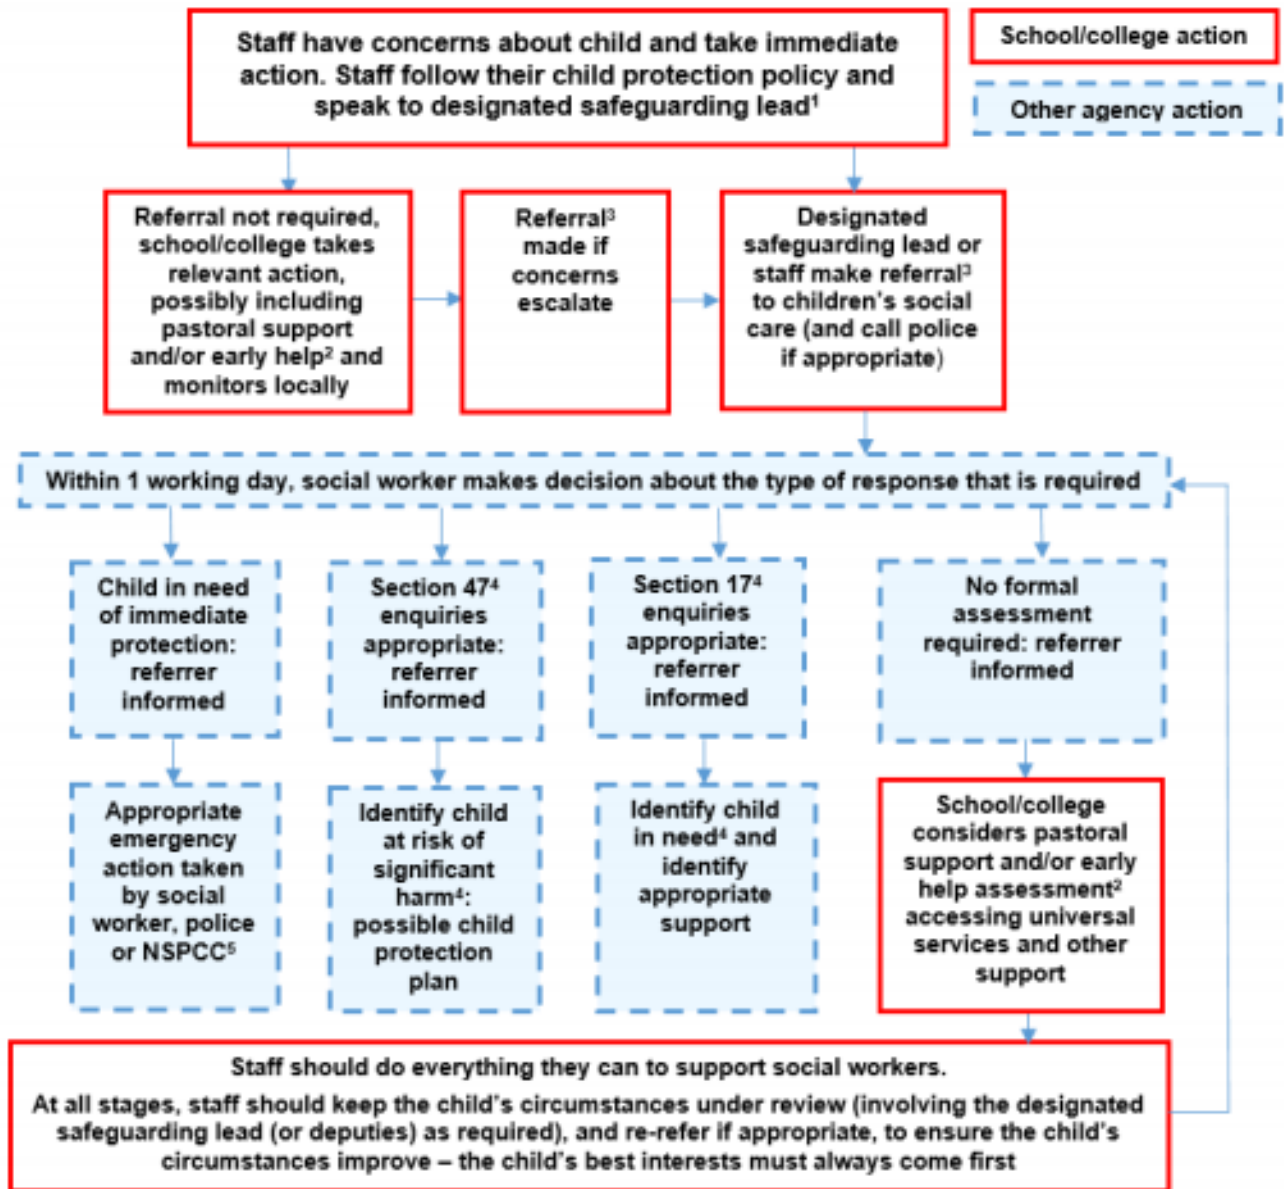 Staff have concerns about child and take immediate
action. Staff follow their child protection policy and
speak to designated safeguarding lead¹
School/college action
Other agency action
Referral not required,
school/college takes
relevant action,
possibly including
pastoral support
and/or early help² and
monitors locally
Referral³
made if
concerns
escalate
Designated
safeguarding lead or
staff make referral³
to children's social
care (and call police
if appropriate)
Within 1 working day, social worker makes decision about the type of response that is required
Child in need
of immediate
protection:
referrer
informed
Section 47⁴
enquiries
appropriate:
referrer
informed
Section 17⁴
enquiries
appropriate:
referrer
informed
No formal
assessment
required: referrer
informed
Appropriate
emergency
action taken
by social
worker, police
or NSPCC⁵
Identify child
at risk of
significant
harm⁴:
possible child
protection
plan
Identify child
in need⁴ and
identify
appropriate
support
School/college
considers pastoral
support and/or early
help assessment²
accessing universal
services and other
support
Staff should do everything they can to support social workers.
At all stages, staff should keep the child's circumstances under review (involving the designated
safeguarding lead (or deputies) as required), and re-refer if appropriate, to ensure the child's
circumstances improve – the child's best interests must always come first